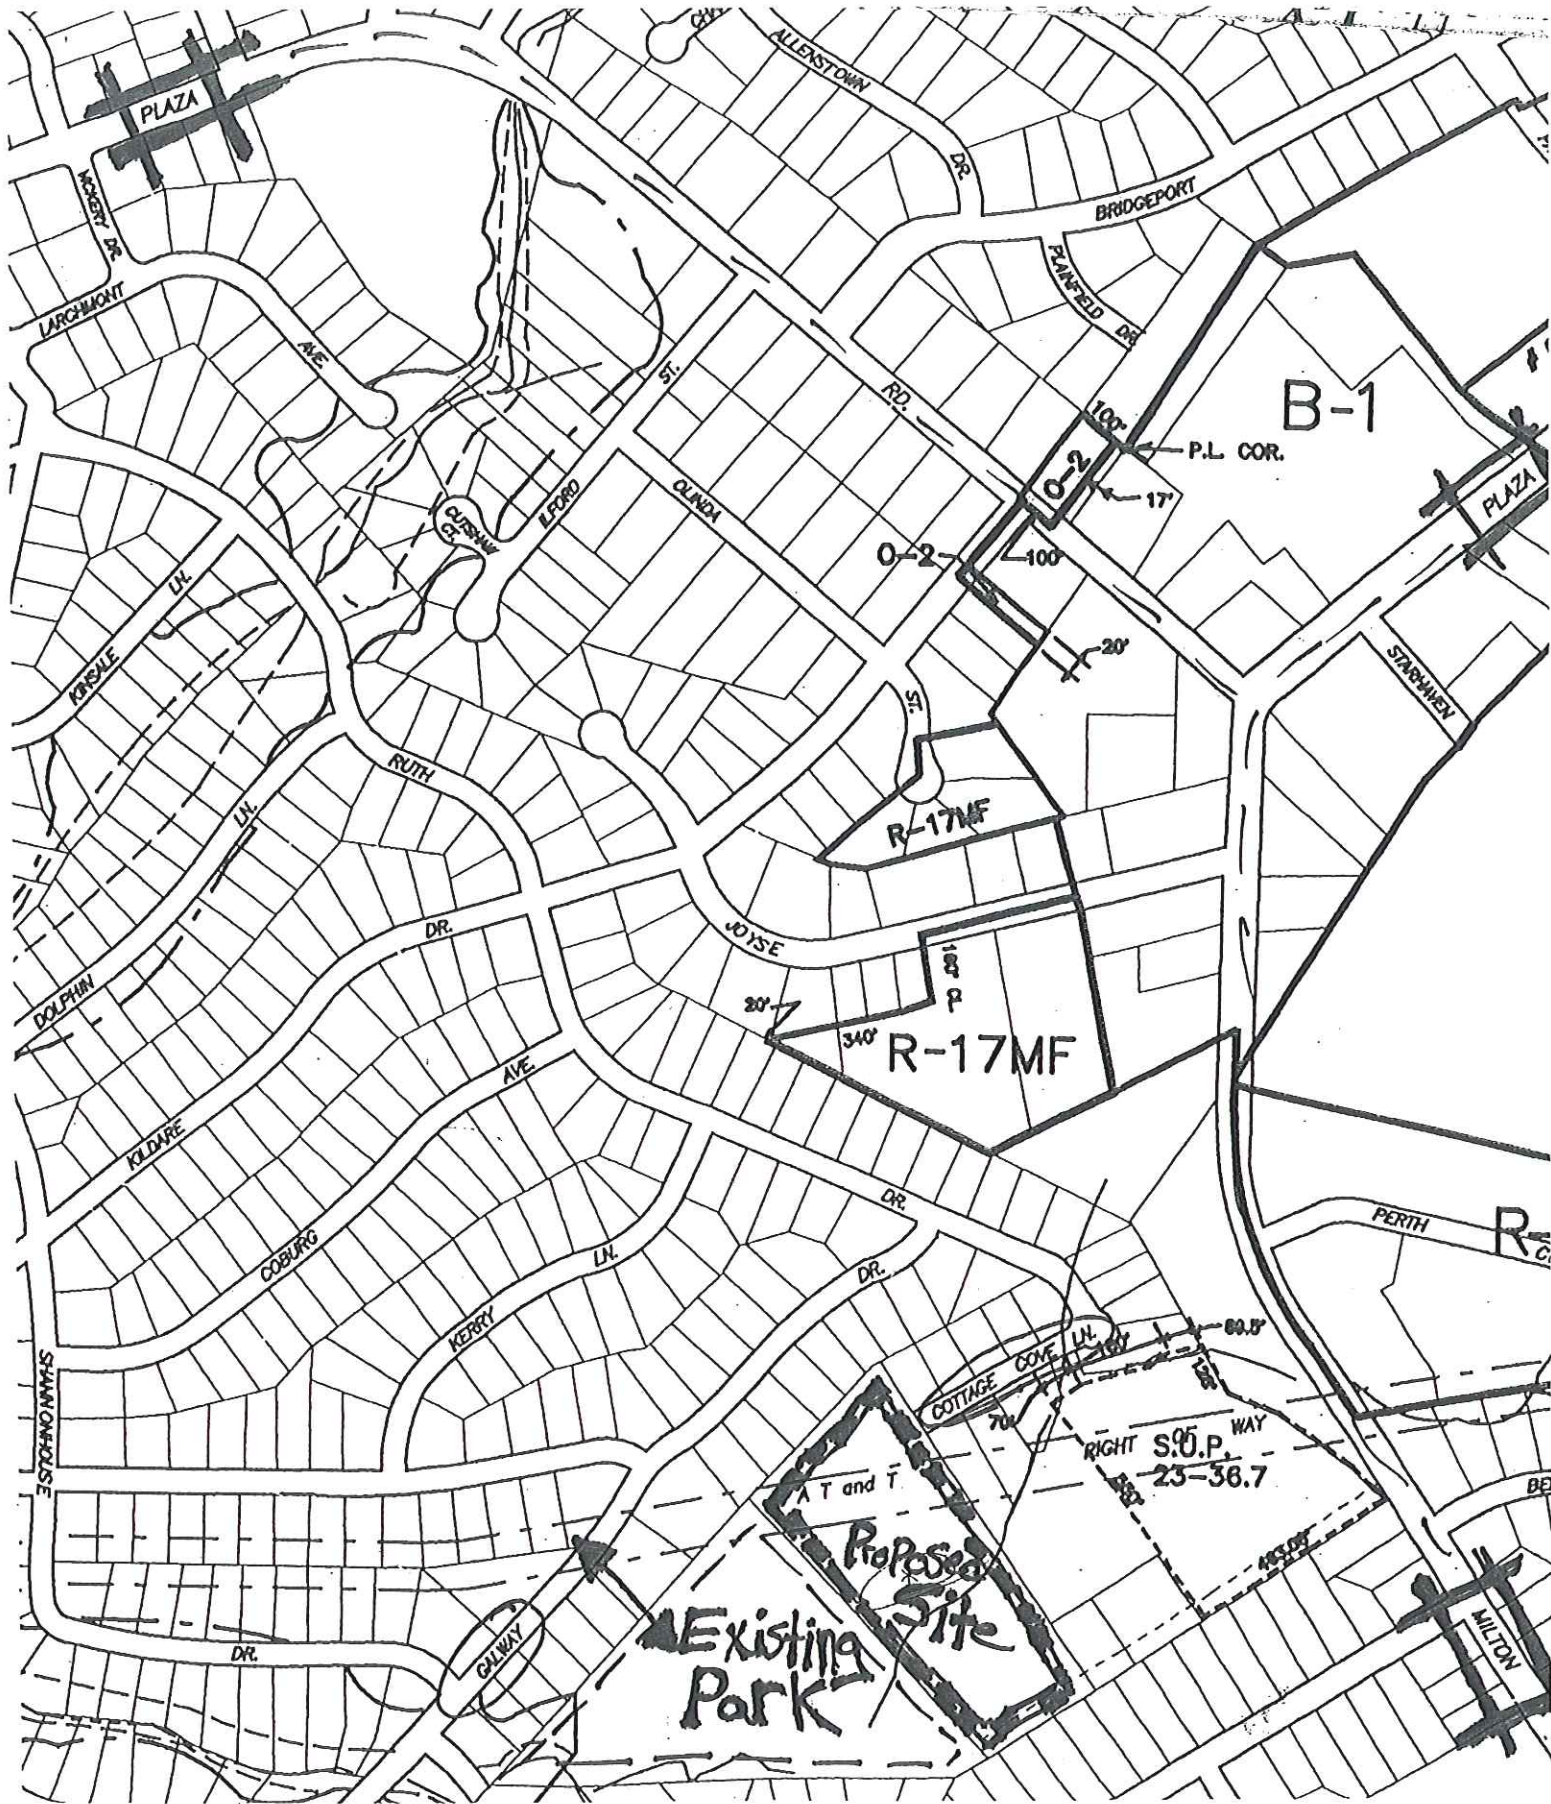 ALLENSTOWN
DR.
PLAZA
MCKERY DR.
LARCHMONT
AVE.
BRIDGEPORT
PLAINFIELD DR.
RD.
ST.
B-1
100'
P.L COR.
O-2
17'
PLAZA
OLINDA
ILFORD
CUTSHAW
CT.
O-2
100'
20'
STARHAVEN
LN.
KINSALE
ST.
RUTH
LN.
R-17MF
DR.
JOYSE
DOLPHIN
20'
340'
R-17MF
AVE.
KILDARE
DR.
PERTH
R
COBURG
LN.
DR.
KERRY
COTTAGE COVE LN.
70'
RIGHT OF WAY
S.U.P.
23-36.7
SHANNONHOUSE
A T and T
Proposed
Site
Existing
Park
GALWAY
DR.
MILTON